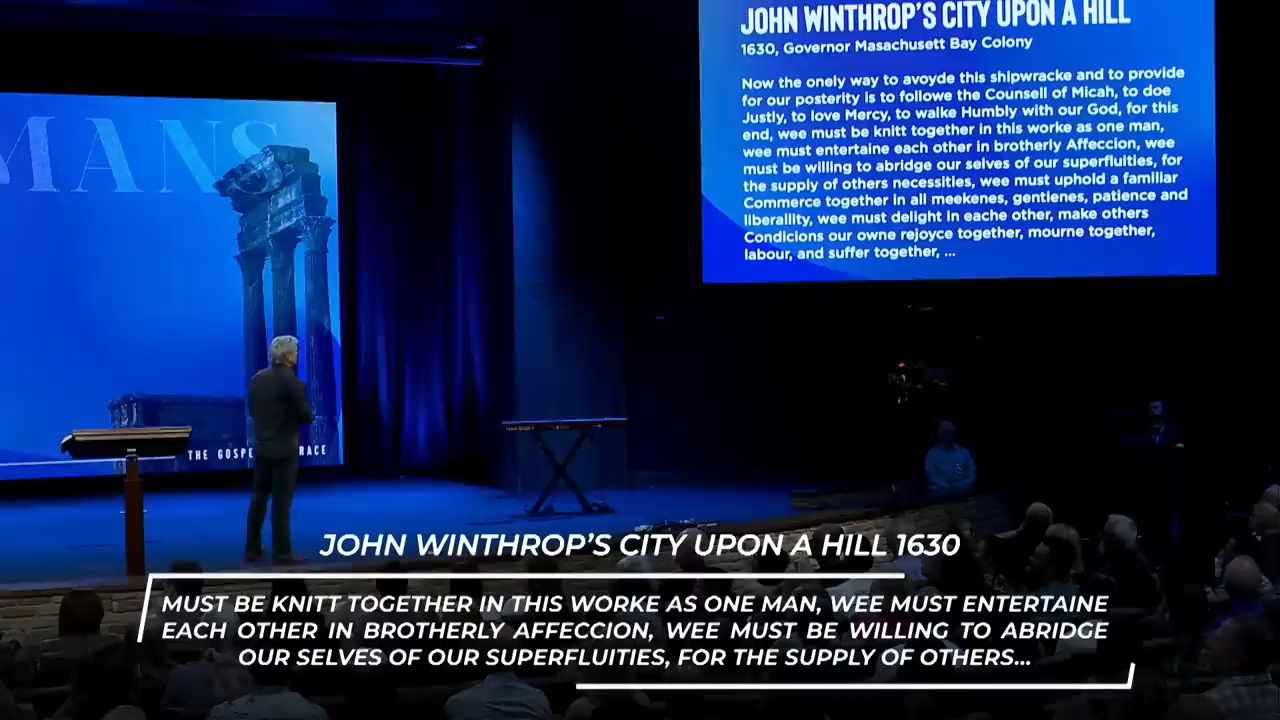 JOHN WINTHROP'S CITY UPON A HILL
1630, Governor Masachusett Bay Colony
Now the onely way to avoyde this shipwracke and to provide
for our posterity is to followe the Counsell of Micah, to doe
Justly, to love Mercy, to walke Humbly with our God, for this
end, wee must be knitt together in this worke as one man,
wee must entertaine each other in brotherly Affeccion, wee
must be willing to abridge our selves of our superfluities, for
the supply of others necessities, wee must uphold a familiar
Commerce together in all meekenes, gentlenes, patience and
liberallity, wee must delight in eache other, make others
Condicions our owne rejoyce together, mourne together,
labour, and suffer together, ...
MANS
THE GOSPE RACE
JOHN WINTHROP'S CITY UPON A HILL 1630
MUST BE KNITT TOGETHER IN THIS WORKE AS ONE MAN, WEE MUST ENTERTAINE
EACH OTHER IN BROTHERLY AFFECCION, WEE MUST BE WILLING TO ABRIDGE
OUR SELVES OF OUR SUPERFLUITIES, FOR THE SUPPLY OF OTHERS...